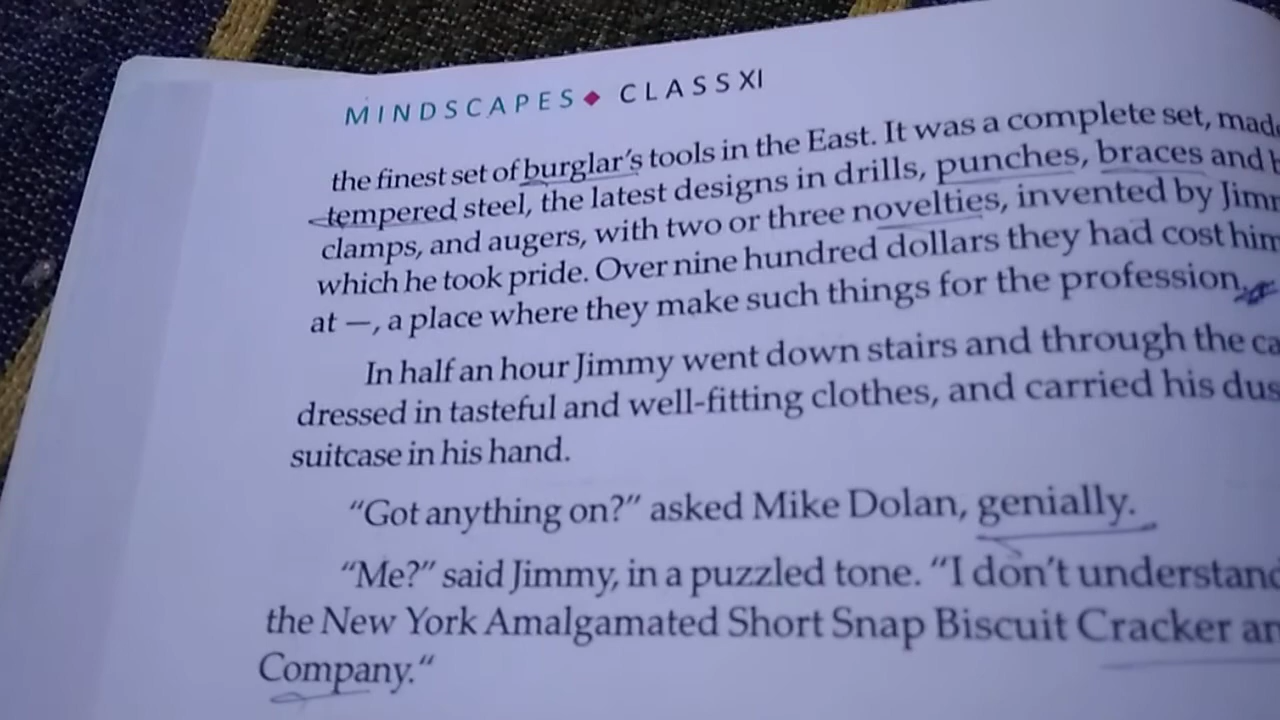 MINDSCAPES◆ CLASS XI
the finest set of burglar's tools in the East. It was a complete set, made
tempered steel, the latest designs in drills, punches, braces and
clamps, and augers, with two or three novelties, invented by
which he took pride. Over nine hundred dollars they had cost him
at —, a place where they make such things for the profession.
In half an hour Jimmy went down stairs and through the
dressed in tasteful and well-fitting clothes, and carried his
suitcase in his hand.
“Got anything on?” asked Mike Dolan, genially.
“Me?” said Jimmy, in a puzzled tone. “I don't understand
the New York Amalgamated Short Snap Biscuit Cracker
Company.“